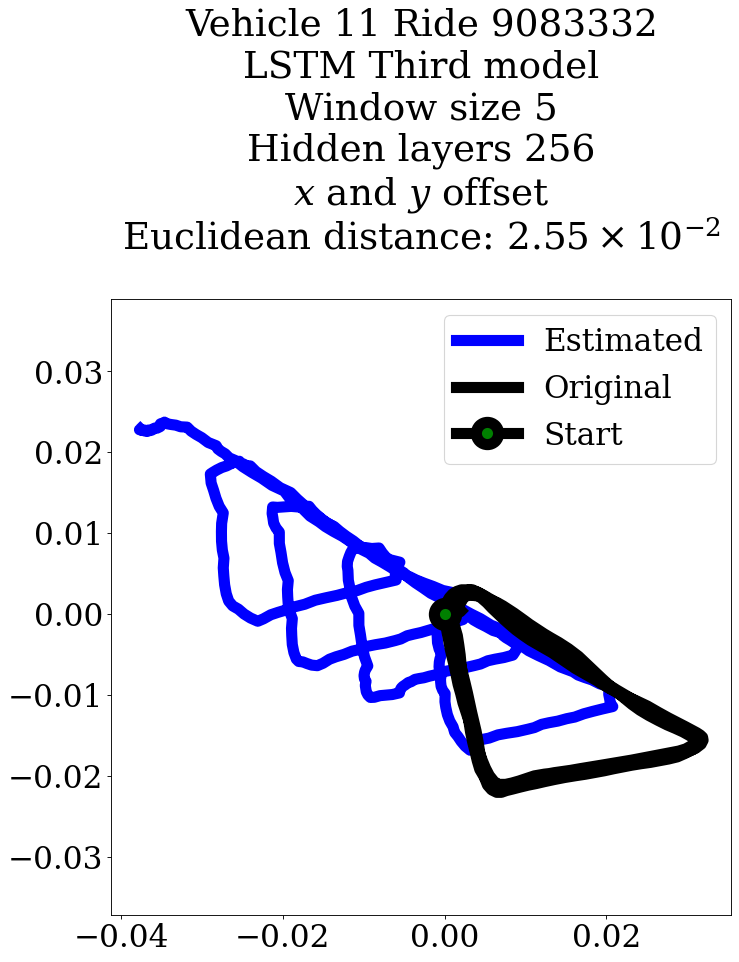 Vehicle 11 Ride 9083332
LSTM Third model
Window size 5
Hidden layers 256
x and y offset
Euclidean distance: 2.55 × 10⁻²
Estimated
Original
Start
0.03
0.02
0.01
0.00
−0.01
−0.02
−0.03
−0.04
−0.02
0.00
0.02